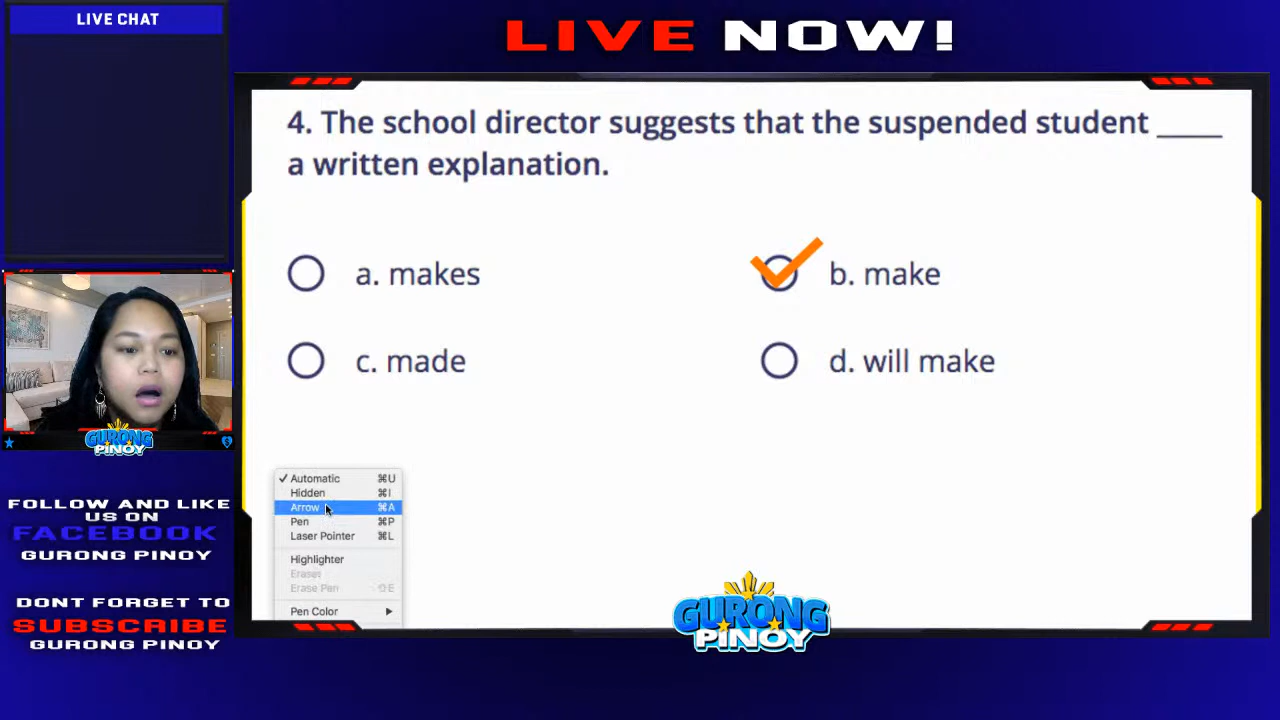 LIVE CHAT
LIVE NOW!
4. The school director suggests that the suspended student _____
a written explanation.
a. makes
b. make
c. made
d. will make
GURONG
PINOY
✓ Automatic ⌘U
Hidden ⌘I
Arrow ⌘A
Pen ⌘P
Laser Pointer ⌘L
Highlighter
Eraser
Erase Pen ⇧E
Pen Color
FOLLOW AND LIKE
US ON
FACEBOOK
GURONG PINOY
DONT FORGET TO
SUBSCRIBE
GURONG PINOY
GURONG
PINOY